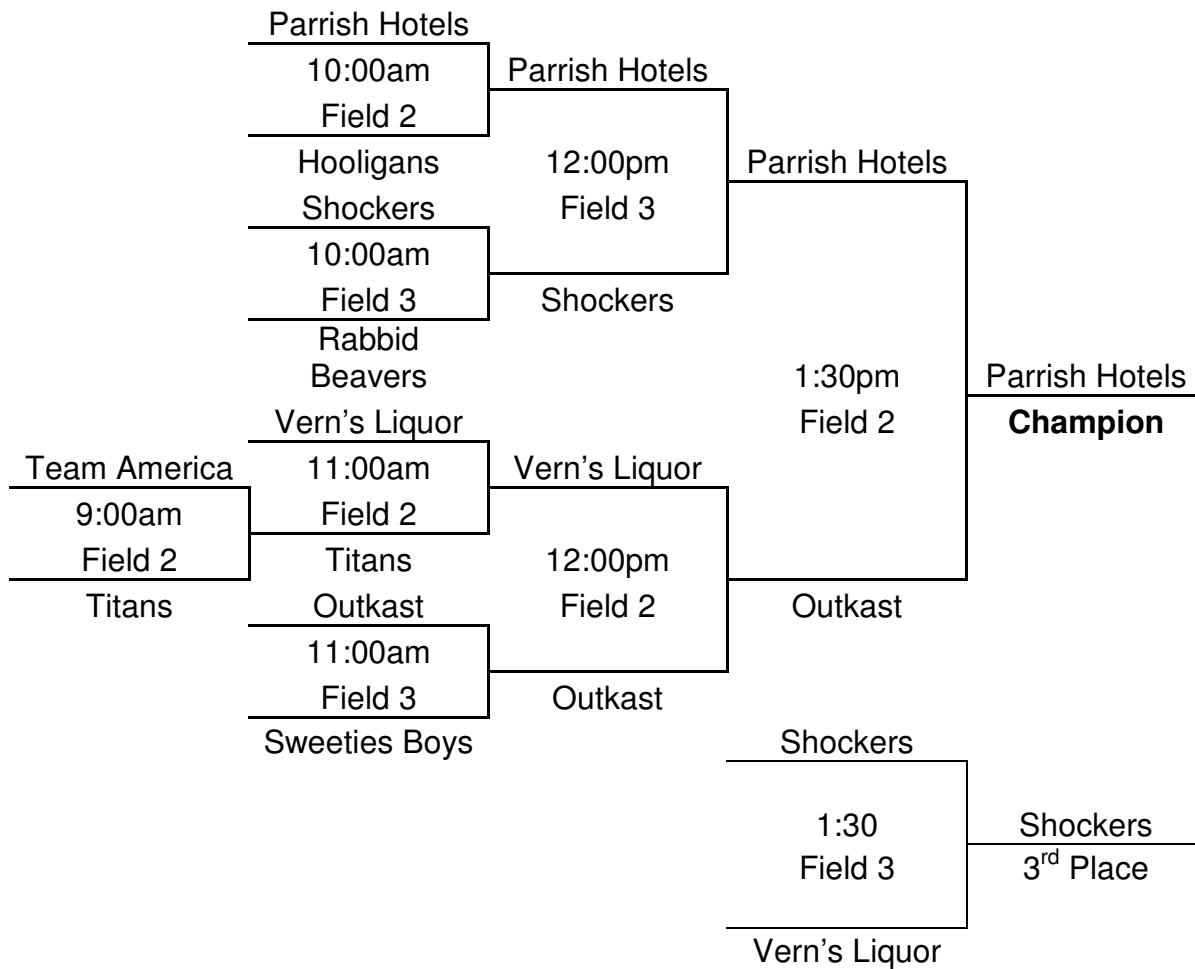 Parrish Hotels
10:00am
Parrish Hotels
Field 2
Hooligans
12:00pm
Parrish Hotels
Shockers
Field 3
10:00am
Field 3
Shockers
Rabbid
Beavers
1:30pm
Parrish Hotels
Vern's Liquor
Field 2
Champion
Team America
11:00am
Vern's Liquor
9:00am
Field 2
Field 2
Titans
12:00pm
Titans
Outkast
Field 2
Outkast
11:00am
Field 3
Outkast
Sweeties Boys
Shockers
1:30
Shockers
Field 3
3rd Place
Vern's Liquor